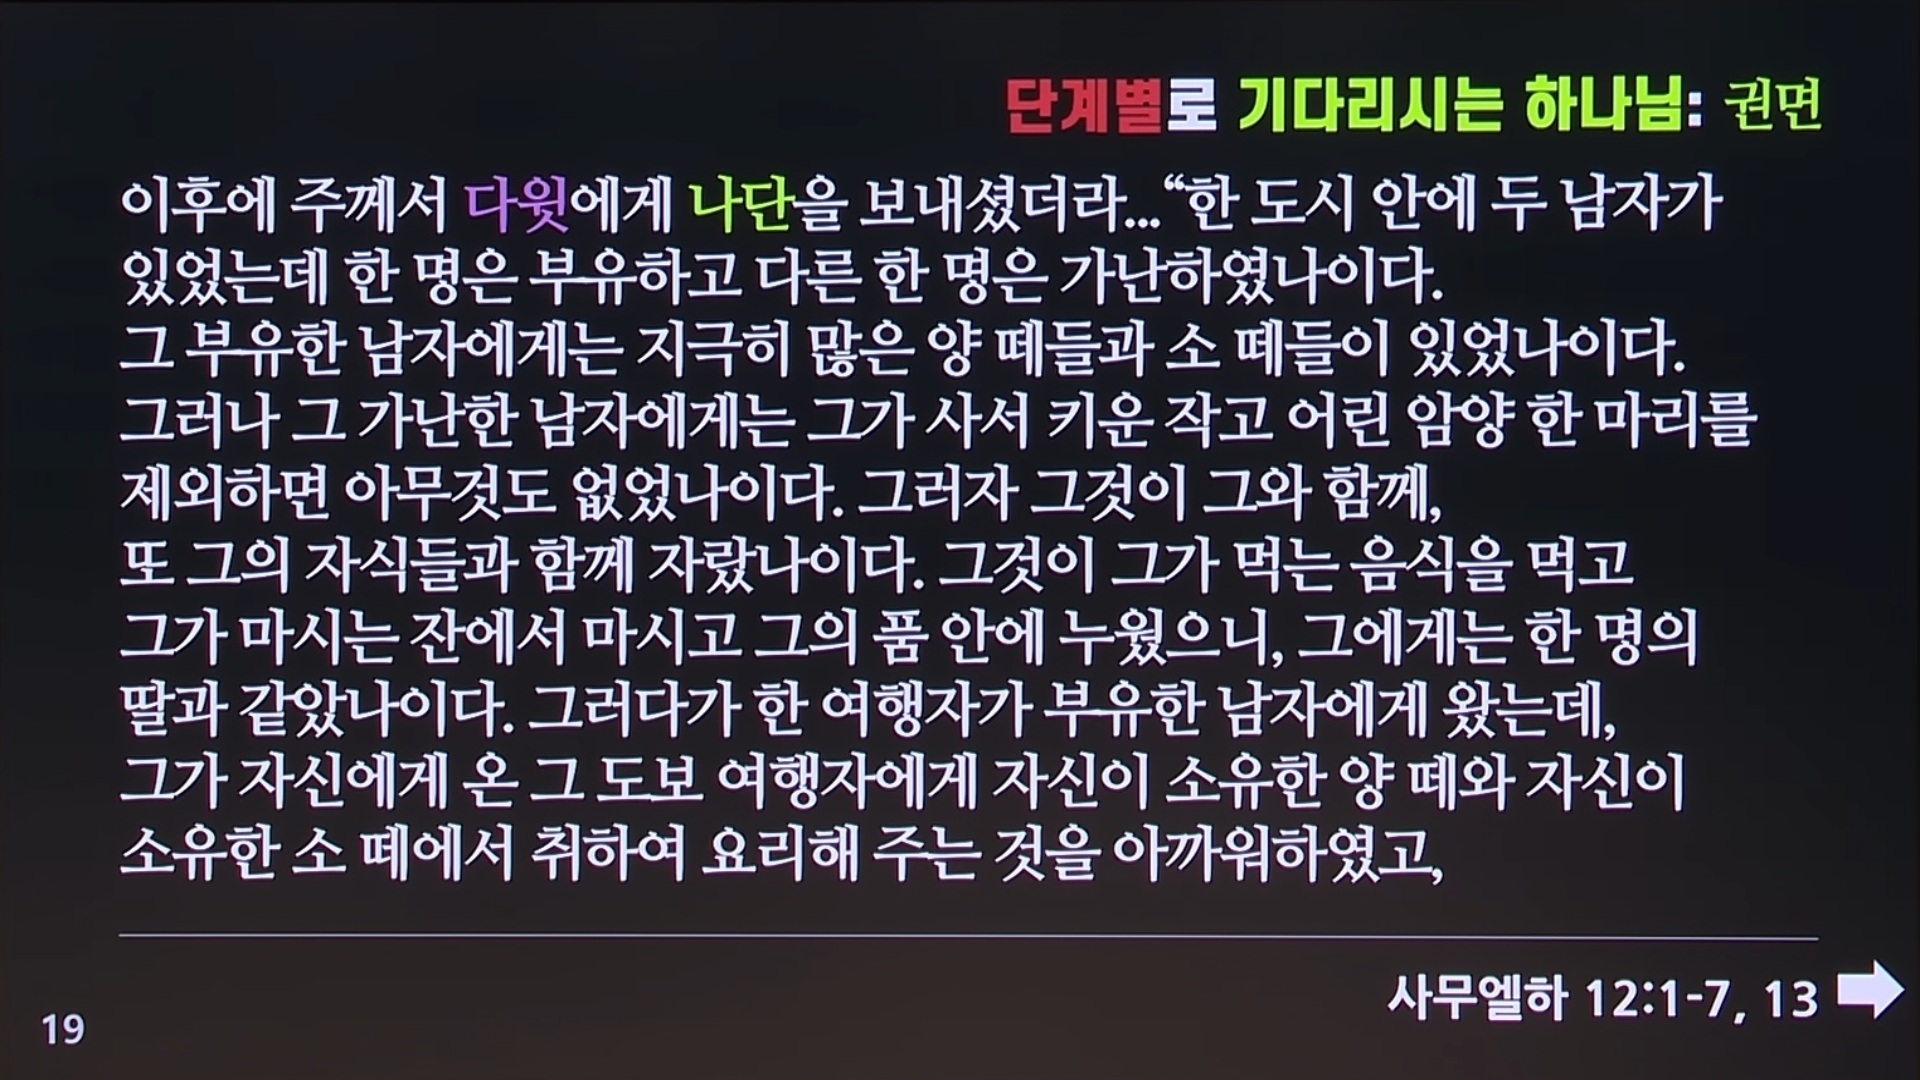 단계별로 기다리시는 하나님: 권면
이후에 주께서 다윗에게 나단을 보내셨더라... “한 도시 안에 두 남자가
있었는데 한 명은 부유하고 다른 한 명은 가난하였나이다.
그 부유한 남자에게는 지극히 많은 양 떼들과 소 떼들이 있었나이다.
그러나 그 가난한 남자에게는 그가 사서 키운 작고 어린 암양 한 마리를
제외하면 아무것도 없었나이다. 그러자 그것이 그와 함께,
또 그의 자식들과 함께 자랐나이다. 그것이 그가 먹는 음식을 먹고
그가 마시는 잔에서 마시고 그의 품 안에 누웠으니, 그에게는 한 명의
딸과 같았나이다. 그러다가 한 여행자가 부유한 남자에게 왔는데,
그가 자신에게 온 그 도보 여행자에게 자신이 소유한 양 떼와 자신이
소유한 소 떼에서 취하여 요리해 주는 것을 아까워하였고,
사무엘하 12:1-7, 13
19